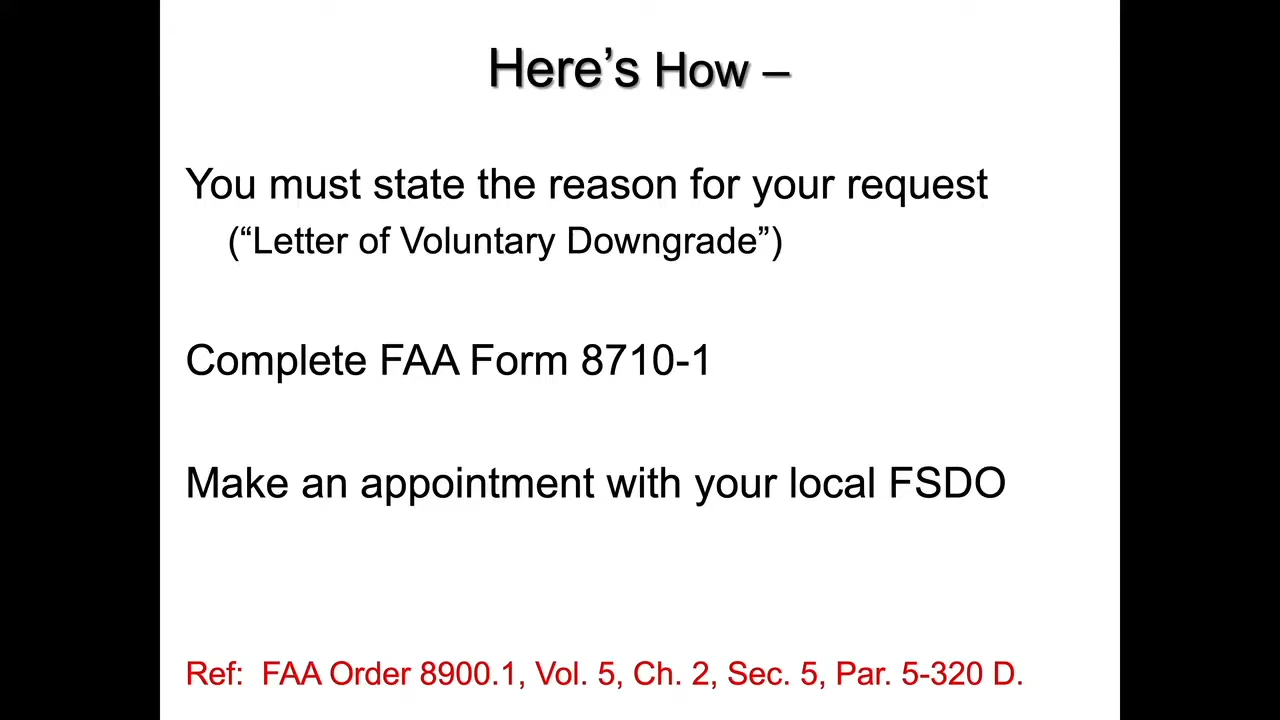 Here’s How –
You must state the reason for your request
(“Letter of Voluntary Downgrade”)
Complete FAA Form 8710-1
Make an appointment with your local FSDO
Ref:  FAA Order 8900.1, Vol. 5, Ch. 2, Sec. 5, Par. 5-320 D.